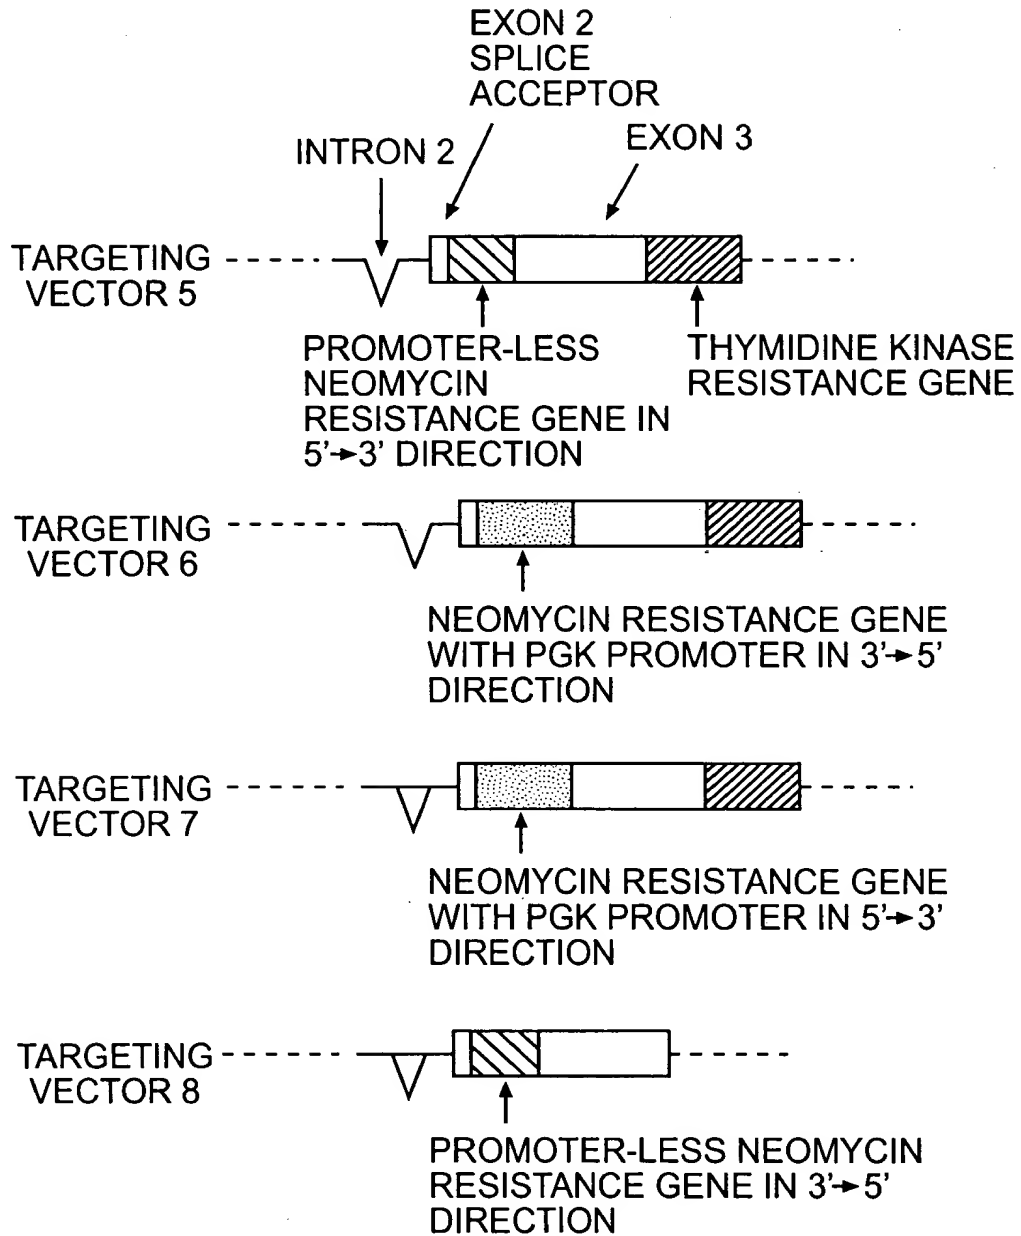 EXON 2
SPLICE
ACCEPTOR
INTRON 2
EXON 3
TARGETING
VECTOR 5
PROMOTER-LESS
NEOMYCIN
RESISTANCE GENE IN
5'→3' DIRECTION
THYMIDINE KINASE
RESISTANCE GENE
TARGETING
VECTOR 6
NEOMYCIN RESISTANCE GENE
WITH PGK PROMOTER IN 3'→5'
DIRECTION
TARGETING
VECTOR 7
NEOMYCIN RESISTANCE GENE
WITH PGK PROMOTER IN 5'→3'
DIRECTION
TARGETING
VECTOR 8
PROMOTER-LESS NEOMYCIN
RESISTANCE GENE IN 3'→5'
DIRECTION